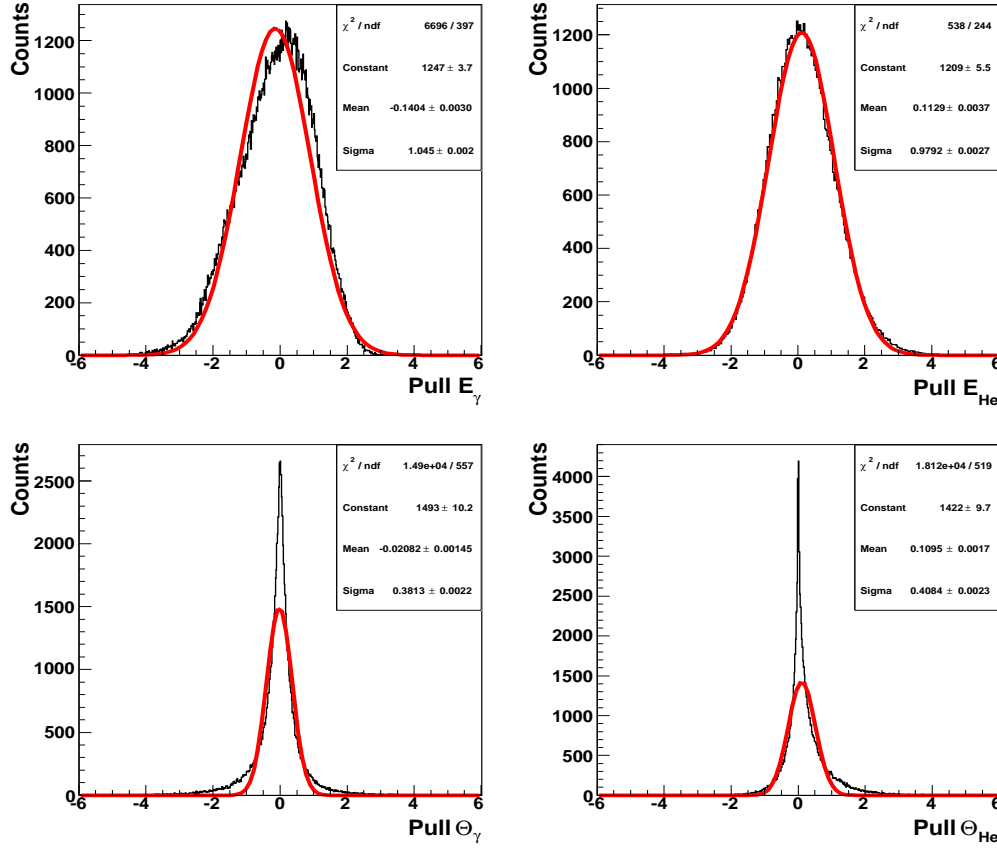 Counts
1200
1000
800
600
400
200
0
-6 -4 -2 0 2 4 6
Pull Eγ
χ² / ndf 6696 / 397
Constant 1247 ± 3.7
Mean -0.1404 ± 0.0030
Sigma 1.045 ± 0.002
Counts
1200
1000
800
600
400
200
0
-6 -4 -2 0 2 4 6
Pull EHe
χ² / ndf 538 / 244
Constant 1209 ± 5.5
Mean 0.1129 ± 0.0037
Sigma 0.9792 ± 0.0027
Counts
2500
2000
1500
1000
500
0
-6 -4 -2 0 2 4 6
Pull Θγ
χ² / ndf 1.49e+04 / 557
Constant 1493 ± 10.2
Mean -0.02082 ± 0.00145
Sigma 0.3813 ± 0.0022
Counts
4000
3500
3000
2500
2000
1500
1000
500
0
-6 -4 -2 0 2 4 6
Pull ΘHe
χ² / ndf 1.812e+04 / 519
Constant 1422 ± 9.7
Mean 0.1095 ± 0.0017
Sigma 0.4084 ± 0.0023